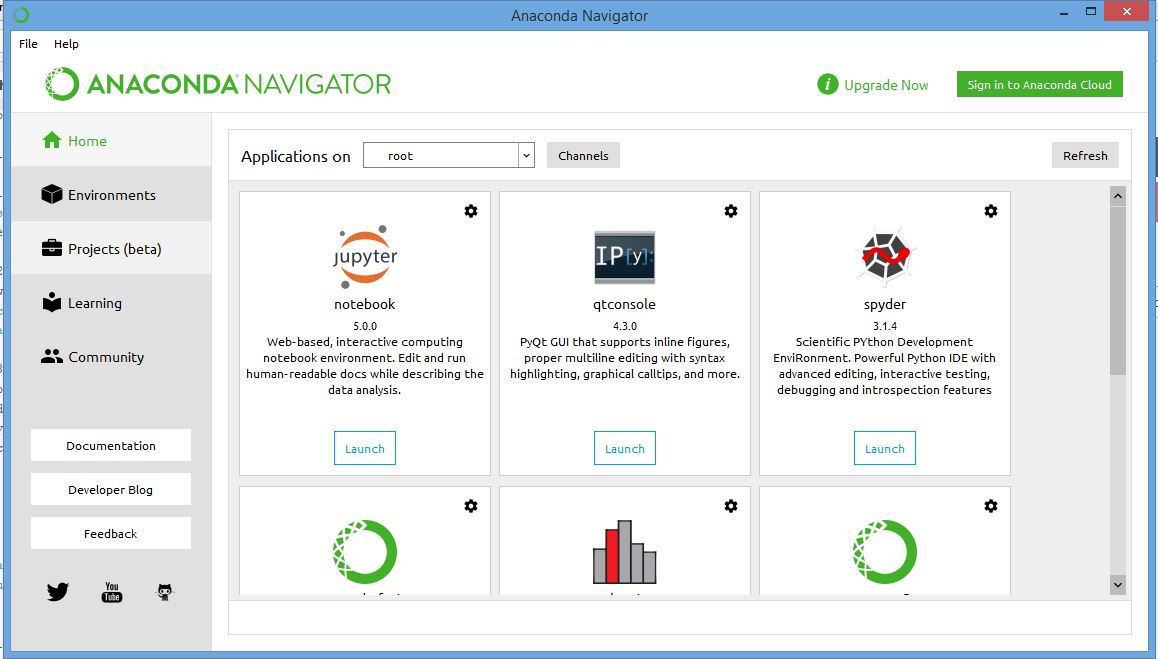 Anaconda Navigator
File Help
ANACONDA NAVIGATOR
i Upgrade Now
Sign in to Anaconda Cloud
Home
Environments
Projects (beta)
Learning
Community
Documentation
Developer Blog
Feedback
You
Tube
Applications on root Channels Refresh
jupyter
notebook
5.0.0
Web-based, interactive computing
notebook environment. Edit and run
human-readable docs while describing the
data analysis.
Launch
IP[y]:
qtconsole
4.3.0
PyQt GUI that supports inline figures,
proper multiline editing with syntax
highlighting, graphical calltips, and more.
Launch
spyder
3.1.4
Scientific PYthon Development
EnviRonment. Powerful Python IDE with
advanced editing, interactive testing,
debugging and introspection features
Launch